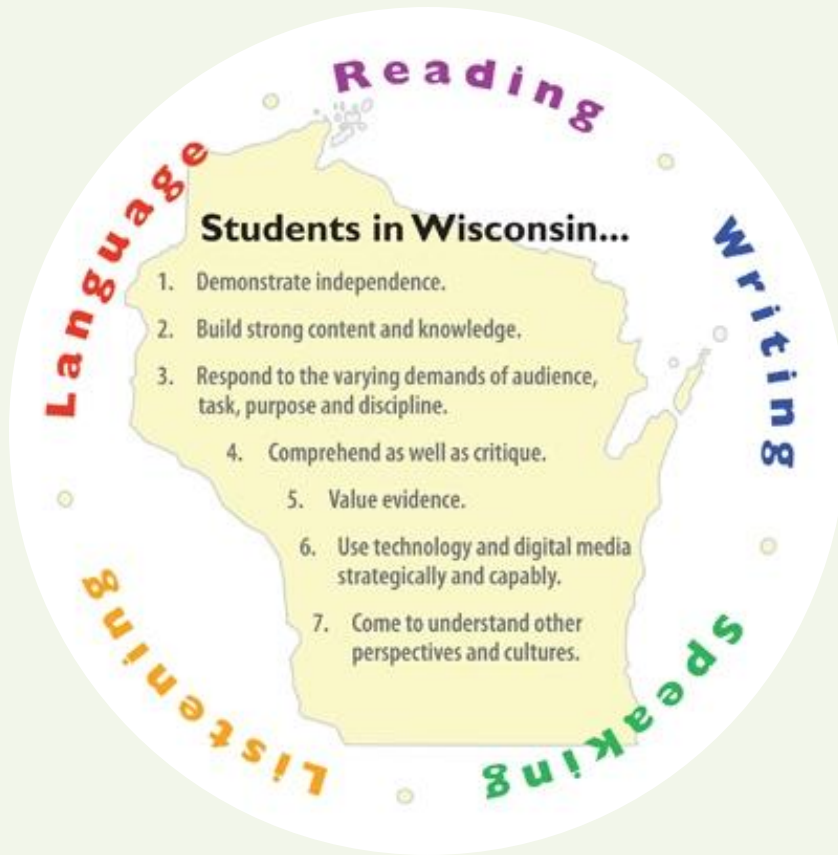 Reading
Writing
Speaking
Listening
Language
Students in Wisconsin...
1. Demonstrate independence.
2. Build strong content and knowledge.
3. Respond to the varying demands of audience,
task, purpose and discipline.
4. Comprehend as well as critique.
5. Value evidence.
6. Use technology and digital media
strategically and capably.
7. Come to understand other
perspectives and cultures.